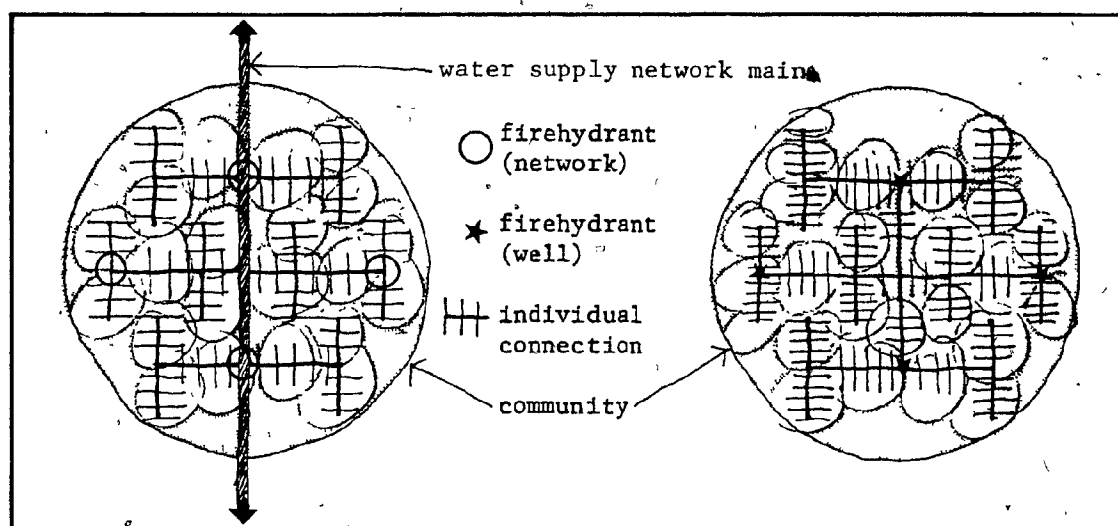 water supply network main
firehydrant
(network)
firehydrant
(well)
individual
connection
community